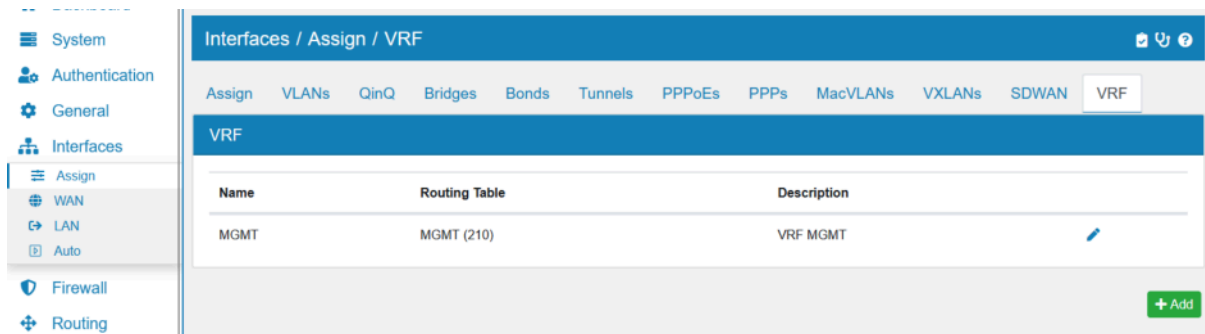 Dashboard
System
Authentication
General
Interfaces
Assign
WAN
LAN
Auto
Firewall
Routing
Interfaces / Assign / VRF
Assign VLANs QinQ Bridges Bonds Tunnels PPPoEs PPPs MacVLANs VXLANs SDWAN VRF
VRF
Name Routing Table Description
MGMT MGMT (210) VRF MGMT
+ Add